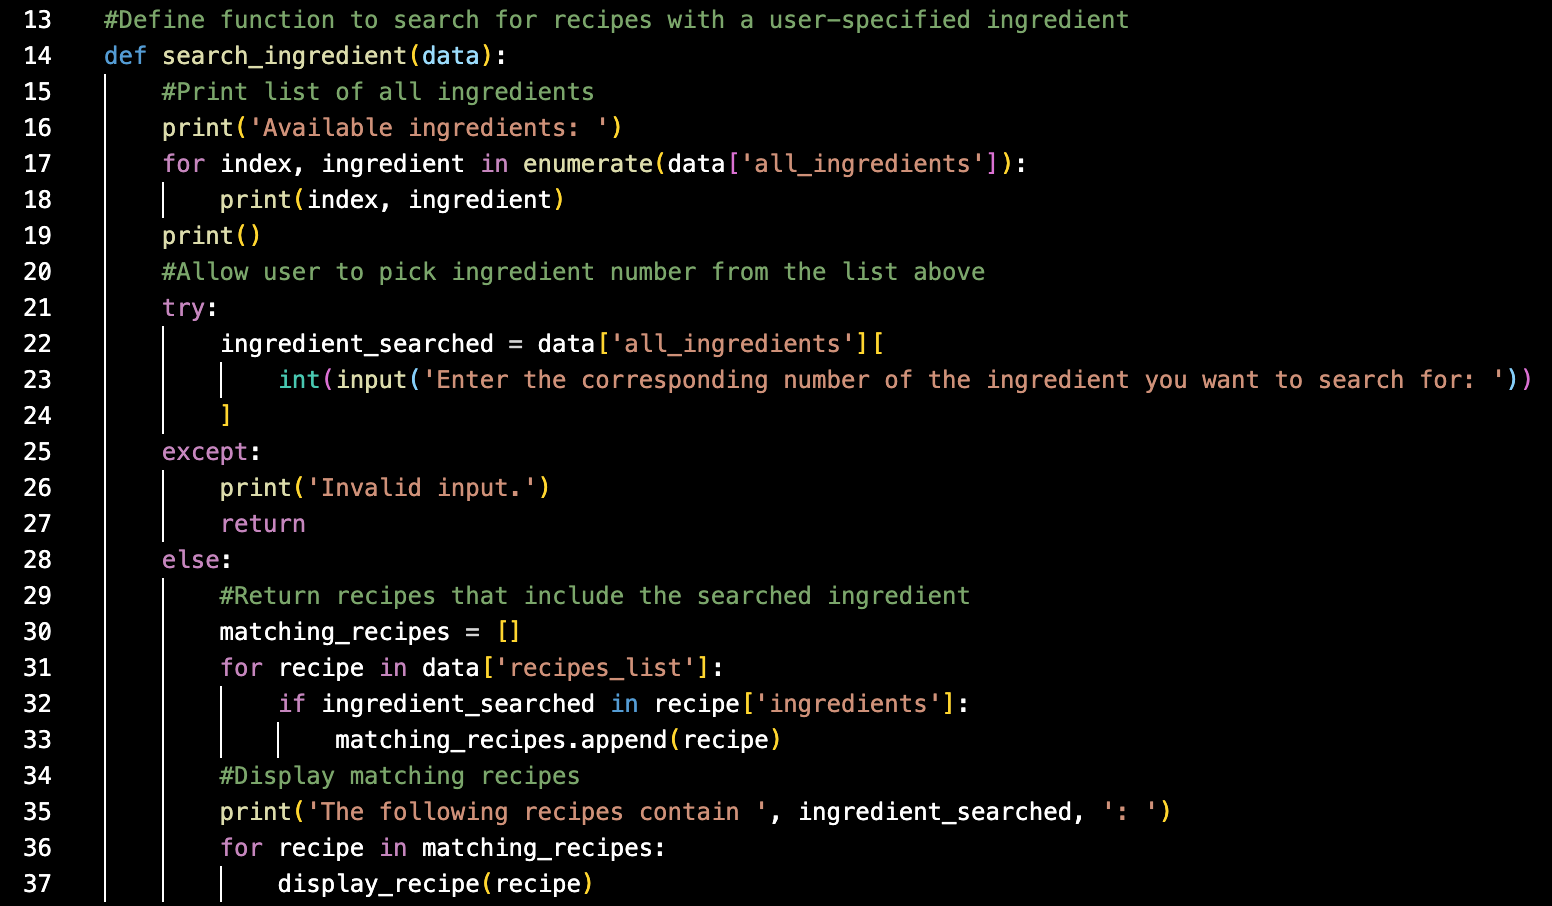 13 #Define function to search for recipes with a user-specified ingredient
14 def search_ingredient(data):
15     #Print list of all ingredients
16     print('Available ingredients: ')
17     for index, ingredient in enumerate(data['all_ingredients']):
18         print(index, ingredient)
19     print()
20     #Allow user to pick ingredient number from the list above
21     try:
22         ingredient_searched = data['all_ingredients'][
23             int(input('Enter the corresponding number of the ingredient you want to search for: '))
24         ]
25     except:
26         print('Invalid input.')
27         return
28     else:
29         #Return recipes that include the searched ingredient
30         matching_recipes = []
31         for recipe in data['recipes_list']:
32             if ingredient_searched in recipe['ingredients']:
33                 matching_recipes.append(recipe)
34         #Display matching recipes
35         print('The following recipes contain ', ingredient_searched, ': ')
36         for recipe in matching_recipes:
37             display_recipe(recipe)